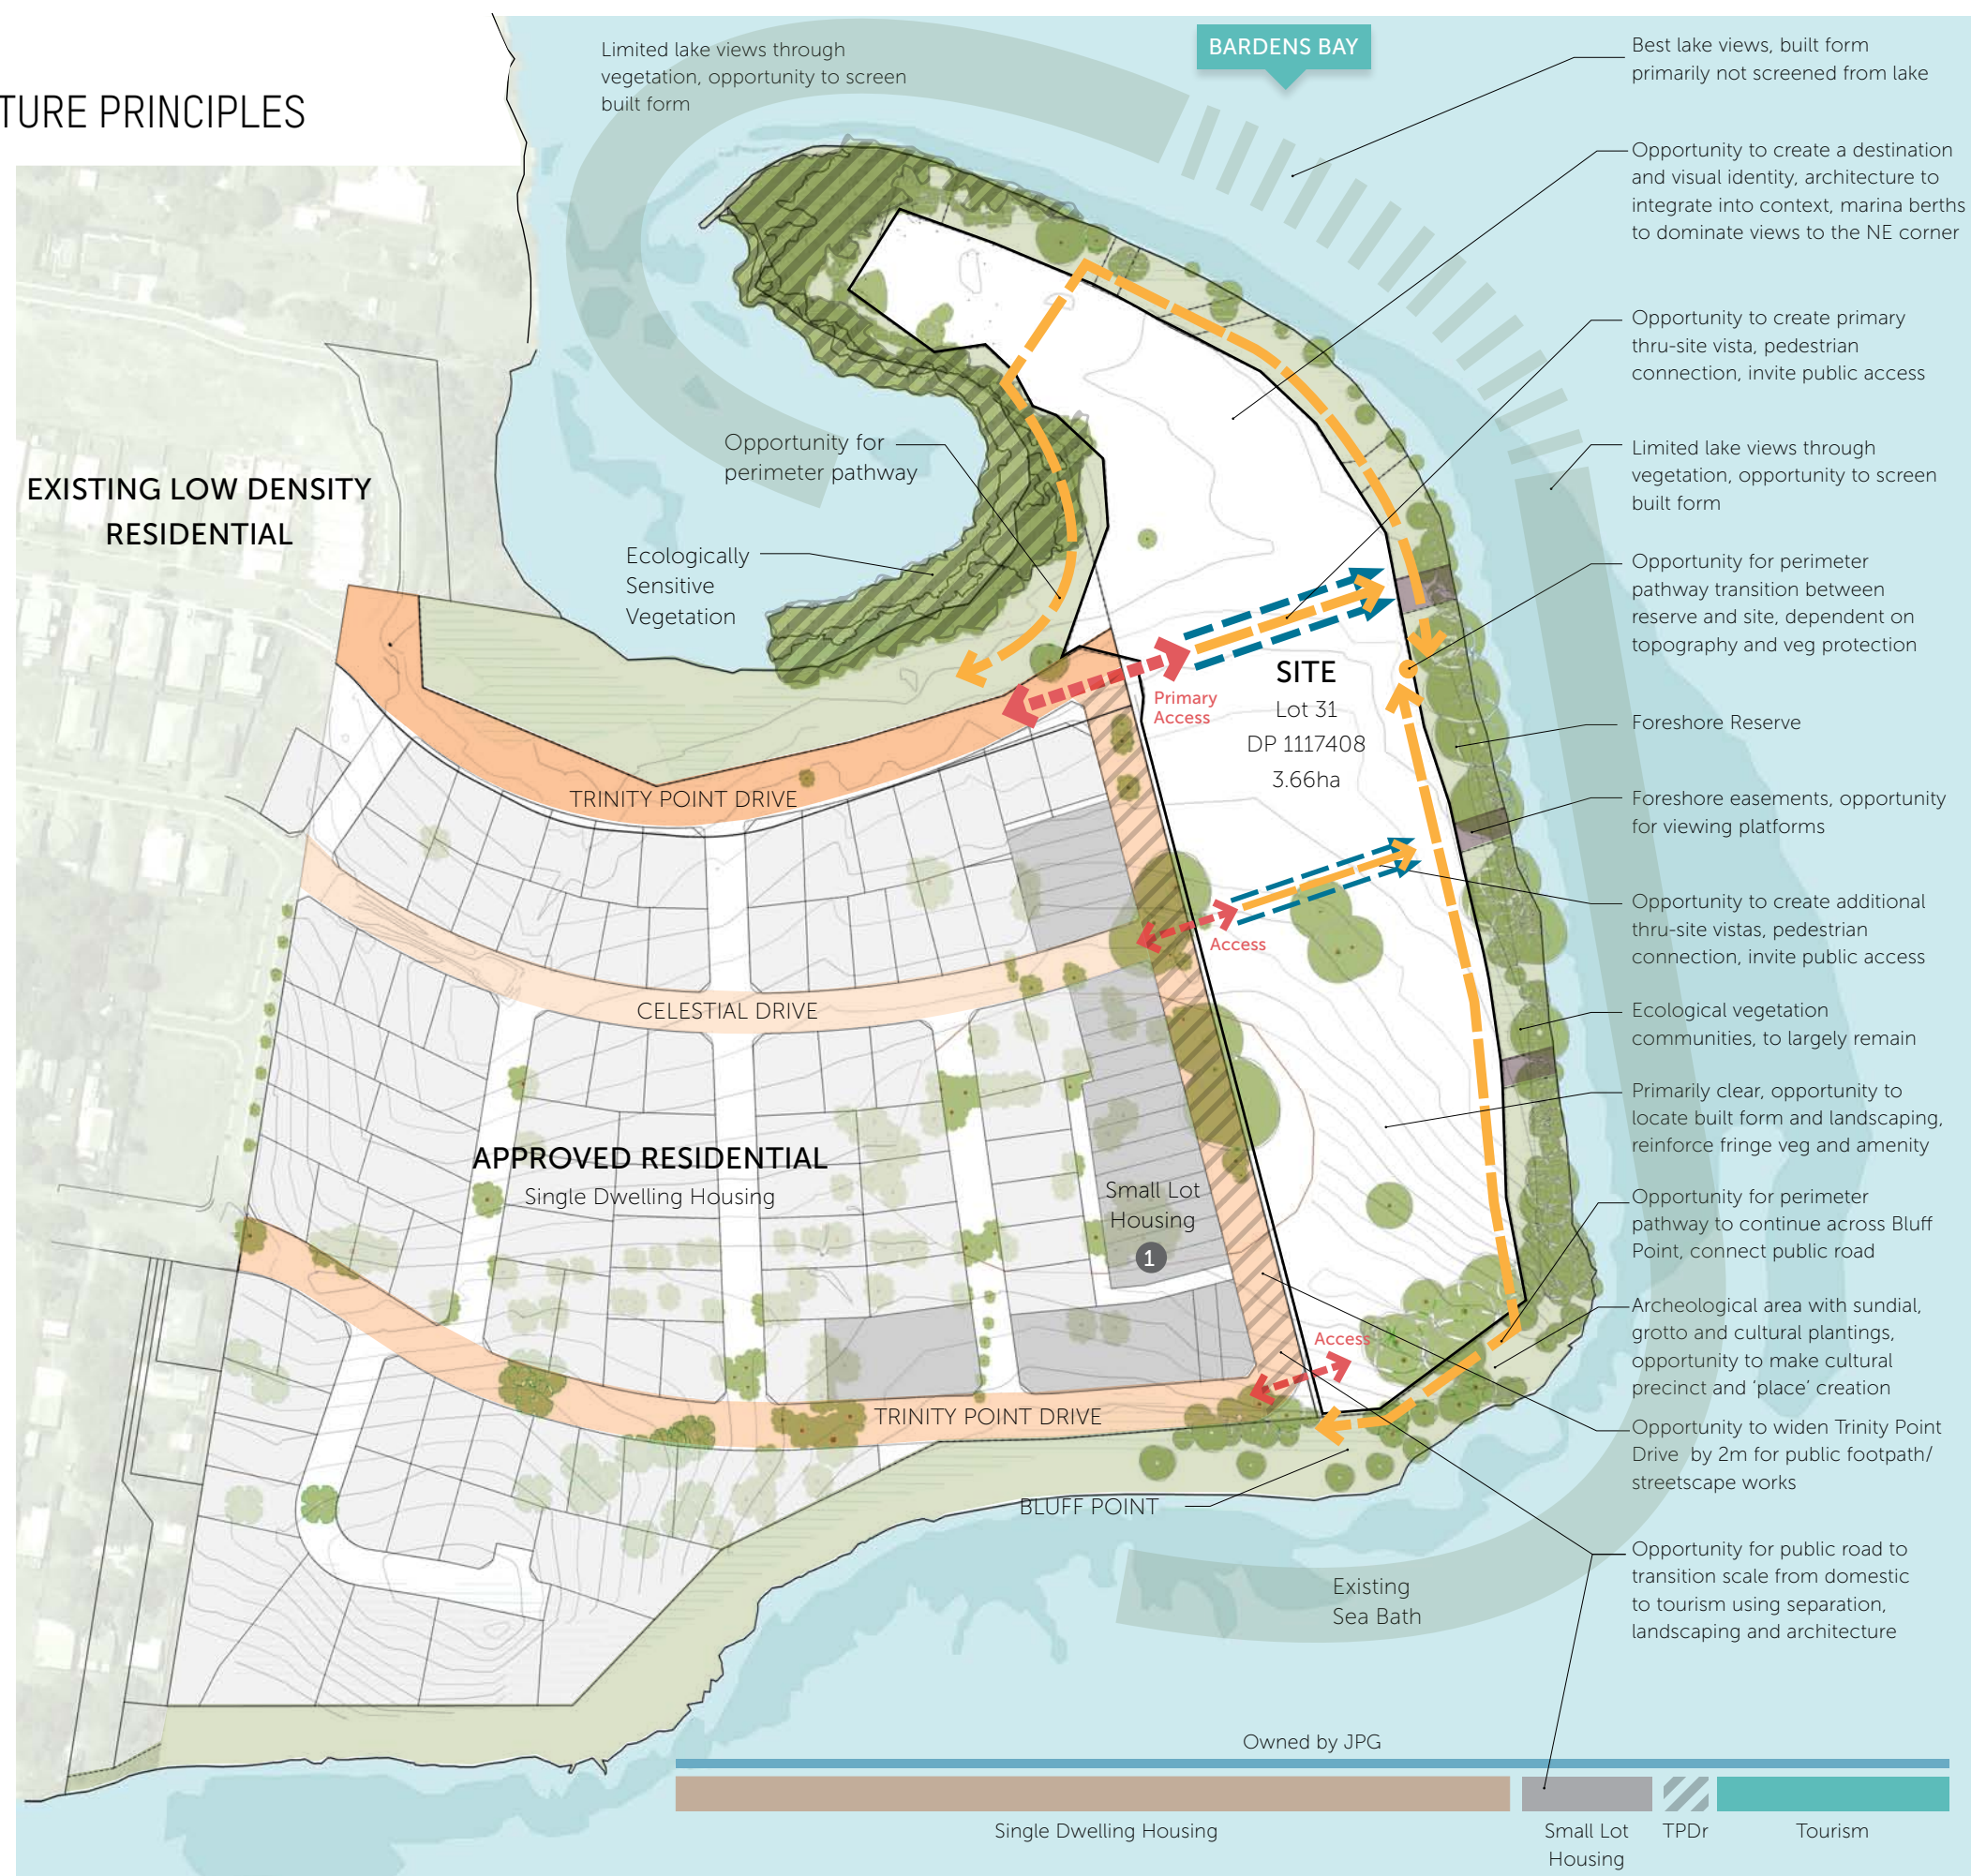 TURE PRINCIPLES
Limited lake views through
vegetation, opportunity to screen
built form
BARDENS BAY
Best lake views, built form
primarily not screened from lake
Opportunity to create a destination
and visual identity, architecture to
integrate into context, marina berths
to dominate views to the NE corner
Opportunity to create primary
thru-site vista, pedestrian
connection, invite public access
Limited lake views through
vegetation, opportunity to screen
built form
Opportunity for perimeter
pathway transition between
reserve and site, dependent on
topography and veg protection
Foreshore Reserve
Foreshore easements, opportunity
for viewing platforms
Opportunity to create additional
thru-site vistas, pedestrian
connection, invite public access
Ecological vegetation
communities, to largely remain
Primarily clear, opportunity to
locate built form and landscaping,
reinforce fringe veg and amenity
Opportunity for perimeter
pathway to continue across Bluff
Point, connect public road
Archeological area with sundial,
grotto and cultural plantings,
opportunity to make cultural
precinct and 'place' creation
Opportunity to widen Trinity Point
Drive by 2m for public footpath/
streetscape works
Opportunity for public road to
transition scale from domestic
to tourism using separation,
landscaping and architecture
EXISTING LOW DENSITY
RESIDENTIAL
Opportunity for
perimeter pathway
Ecologically
Sensitive
Vegetation
Primary
Access
SITE
Lot 31
DP 1117408
3.66ha
TRINITY POINT DRIVE
Access
CELESTIAL DRIVE
APPROVED RESIDENTIAL
Single Dwelling Housing
Small Lot
Housing
1
Access
TRINITY POINT DRIVE
BLUFF POINT
Existing
Sea Bath
Owned by JPG
Single Dwelling Housing
Small Lot
Housing
TPDr
Tourism